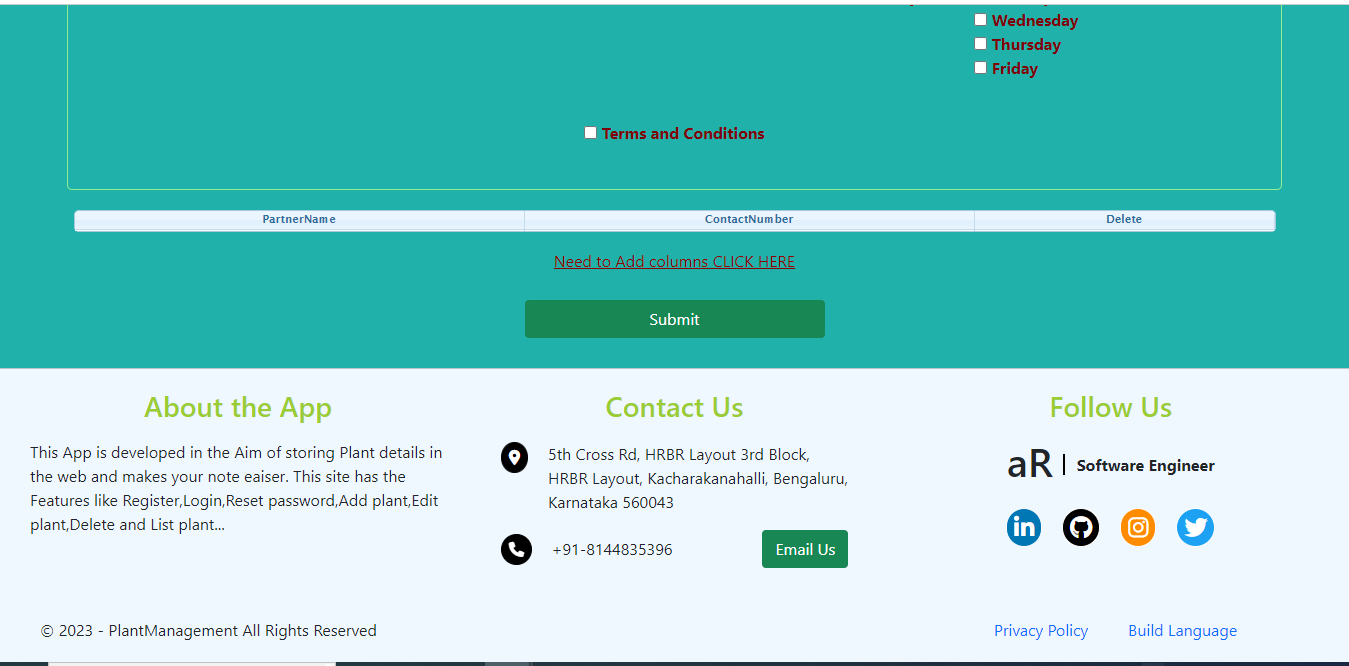 Wednesday
Thursday
Friday
Terms and Conditions
PartnerName ContactNumber Delete
Need to Add columns CLICK HERE
Submit
About the App
This App is developed in the Aim of storing Plant details in
the web and makes your note eaiser. This site has the
Features like Register,Login,Reset password,Add plant,Edit
plant,Delete and List plant...
Contact Us
5th Cross Rd, HRBR Layout 3rd Block,
HRBR Layout, Kacharakanahalli, Bengaluru,
Karnataka 560043
+91-8144835396
Email Us
Follow Us
aR | Software Engineer
in
© 2023 - PlantManagement All Rights Reserved
Privacy Policy Build Language